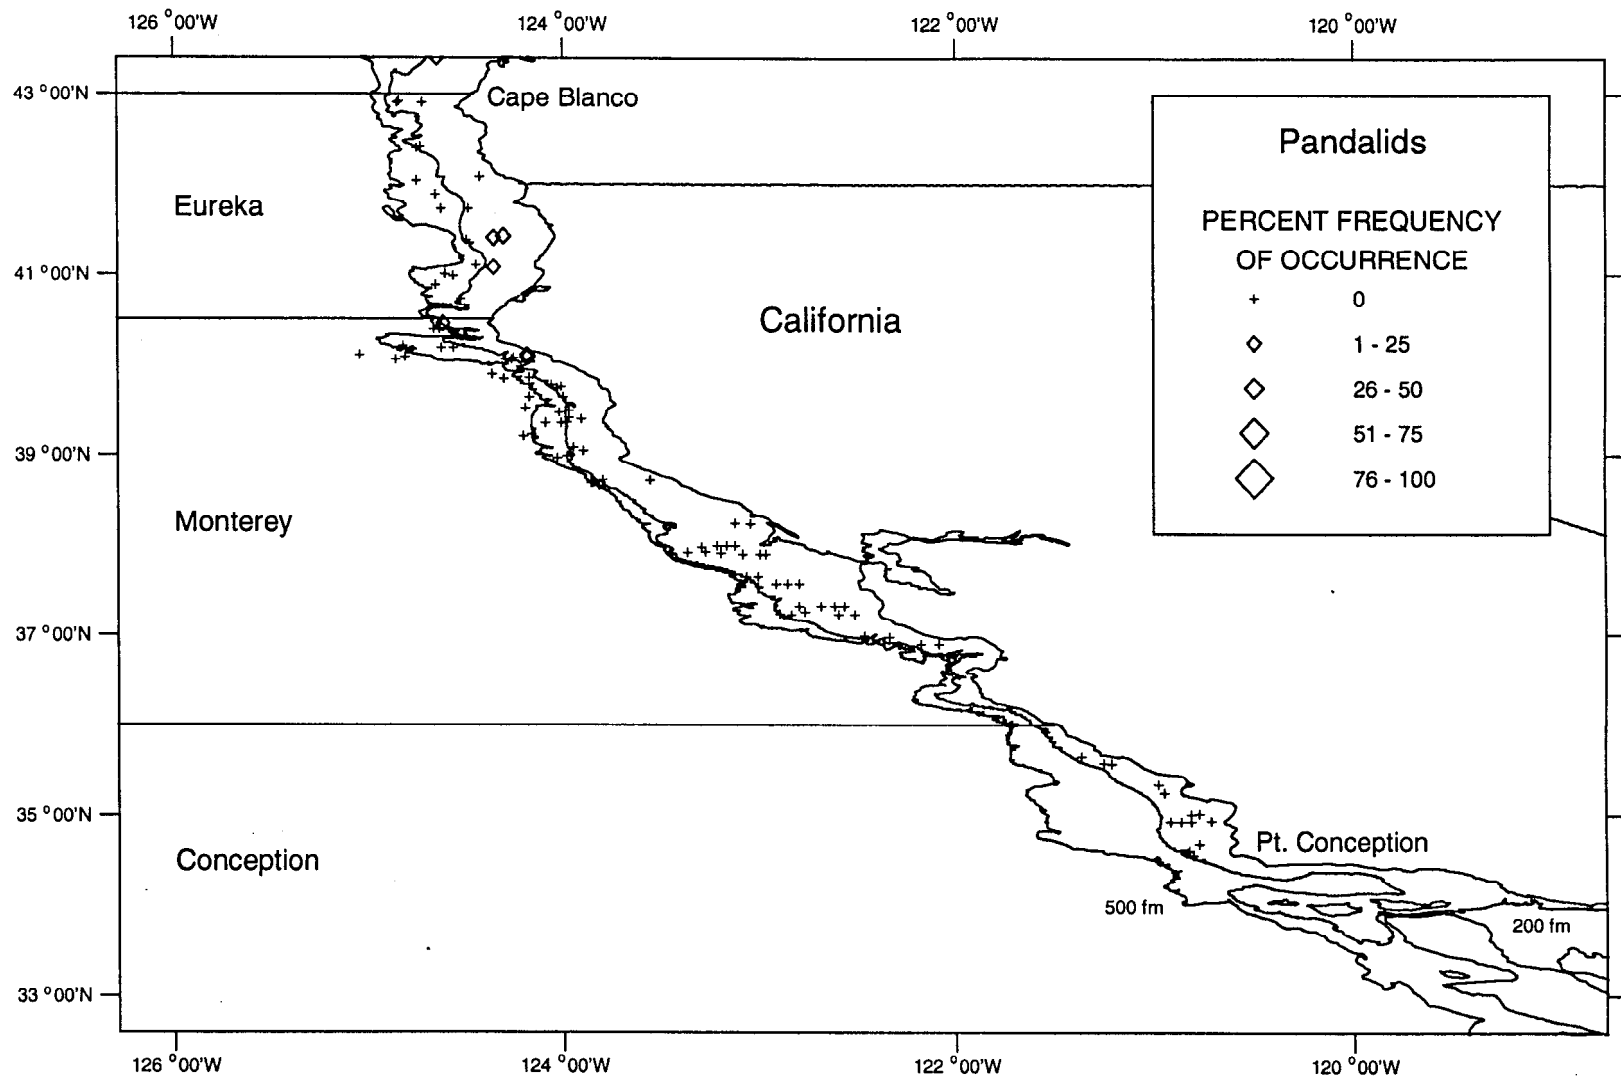 126 °00'W 124 °00'W 122 °00'W 120 °00'W
43 °00'N
Cape Blanco
Pandalids
Eureka
PERCENT FREQUENCY
OF OCCURRENCE
41 °00'N
+ 0
California
1 - 25
26 - 50
51 - 75
39 °00'N
76 - 100
Monterey
37 °00'N
35 °00'N
Pt. Conception
Conception
500 fm
200 fm
33 °00'N
126 °00'W 124 °00'W 122 °00'W 120 °00'W